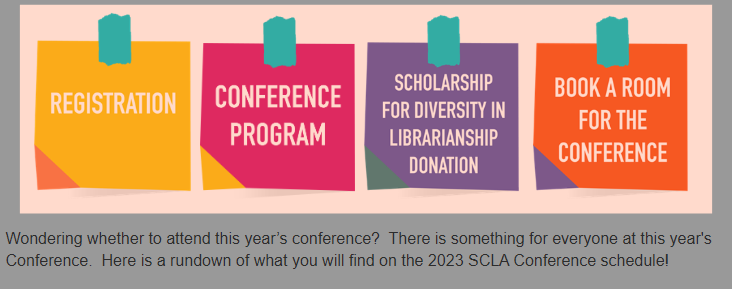 REGISTRATION
CONFERENCE
PROGRAM
SCHOLARSHIP
FOR DIVERSITY IN
LIBRARIANSHIP
DONATION
BOOK A ROOM
FOR THE
CONFERENCE
Wondering whether to attend this year's conference?  There is something for everyone at this year's
Conference.  Here is a rundown of what you will find on the 2023 SCLA Conference schedule!